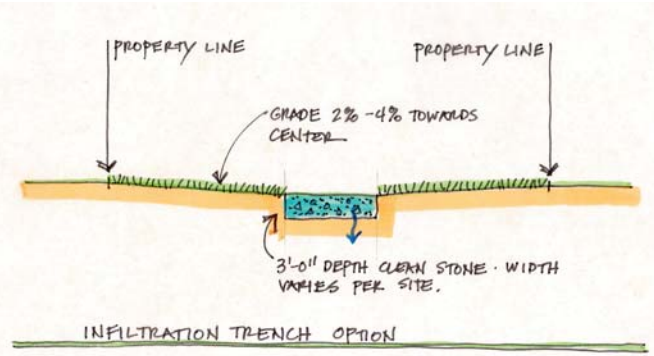 PROPERTY LINE
PROPERTY LINE
GRADE 2% -4% TOWARDS
CENTER
3'-0" DEPTH CLEAN STONE. WIDTH
VARIES PER SITE.
INFILTRATION TRENCH OPTION